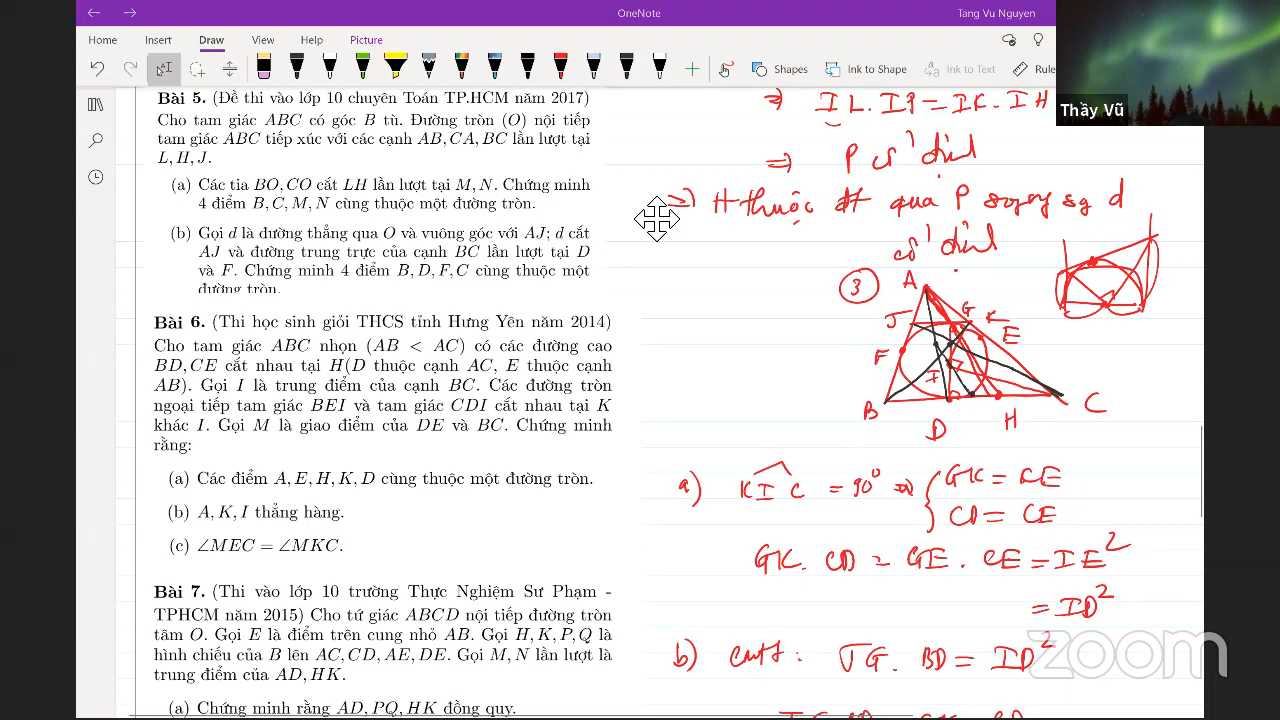 OneNote
Tang Vu Nguyen
Home Insert Draw View Help Picture
Shapes Ink to Shape Ink to Text Rule
Thầy Vũ
Bài 5. (Đề thi vào lớp 10 chuyên Toán TP.HCM năm 2017)
Cho tam giác ABC có góc B tù. Đường tròn (O) nội tiếp
tam giác ABC tiếp xúc với các cạnh AB, CA, BC lần lượt tại
L, H, J.
(a) Các tia BO, CO cắt LH lần lượt tại M, N. Chứng minh
4 điểm B, C, M, N cùng thuộc một đường tròn.
(b) Gọi d là đường thẳng qua O và vuông góc với AJ; d cắt
AJ và đường trung trực của cạnh BC lần lượt tại D
và F. Chứng minh 4 điểm B, D, F, C cùng thuộc một
đường tròn.
Bài 6. (Thi học sinh giỏi THCS tỉnh Hưng Yên năm 2014)
Cho tam giác ABC nhọn (AB < AC) có các đường cao
BD, CE cắt nhau tại H(D thuộc cạnh AC, E thuộc cạnh
AB). Gọi I là trung điểm của cạnh BC. Các đường tròn
ngoại tiếp tam giác BEI và tam giác CDI cắt nhau tại K
khác I. Gọi M là giao điểm của DE và BC. Chứng minh
rằng:
(a) Các điểm A, E, H, K, D cùng thuộc một đường tròn.
(b) A, K, I thẳng hàng.
(c) ∠MEC = ∠MKC.
Bài 7. (Thi vào lớp 10 trường Thực Nghiệm Sư Phạm -
TPHCM năm 2015) Cho tứ giác ABCD nội tiếp đường tròn
tâm O. Gọi E là điểm trên cung nhỏ AB. Gọi H, K, P, Q là
hình chiếu của B lên AC, CD, AE, DE. Gọi M, N lần lượt là
trung điểm của AD, HK.
(a) Chứng minh rằng AD, PQ, HK đồng quy.
⇒ IL. IP = IK. IH
⇒ P cố định
⇒ H thuộc đt qua P song sg d
cố định
3
A
J G K
E
F
I
B
D
H
C
a) KIC = 90° ⇒ { GK = KE
CD = CE
GK. CD = GE. CE = IE²
= ID²
b) cmtt: JG. BD = ID²
zoom